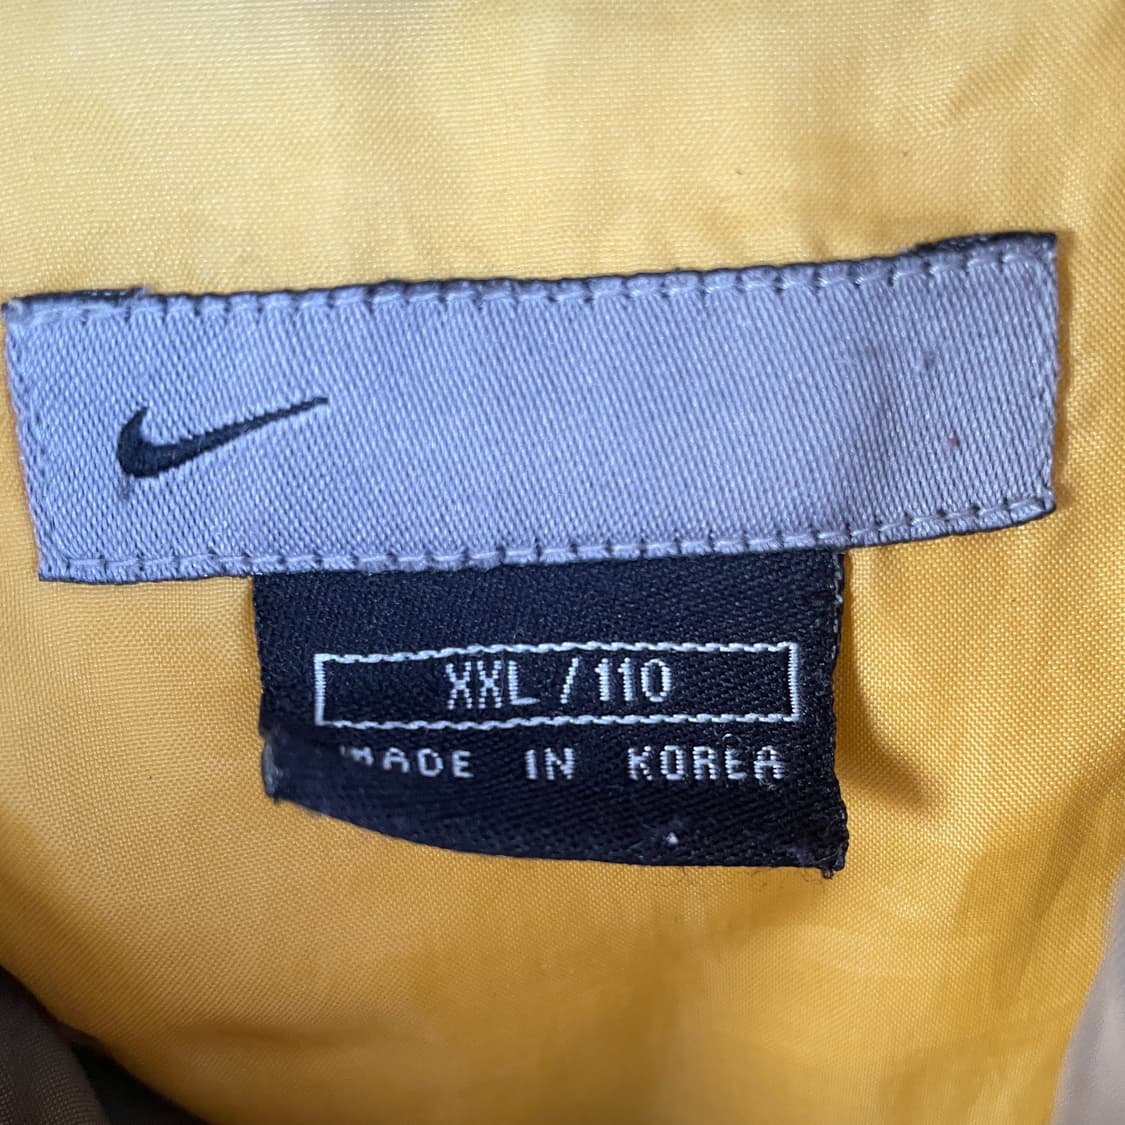 XXL / 110
MADE IN KOREA